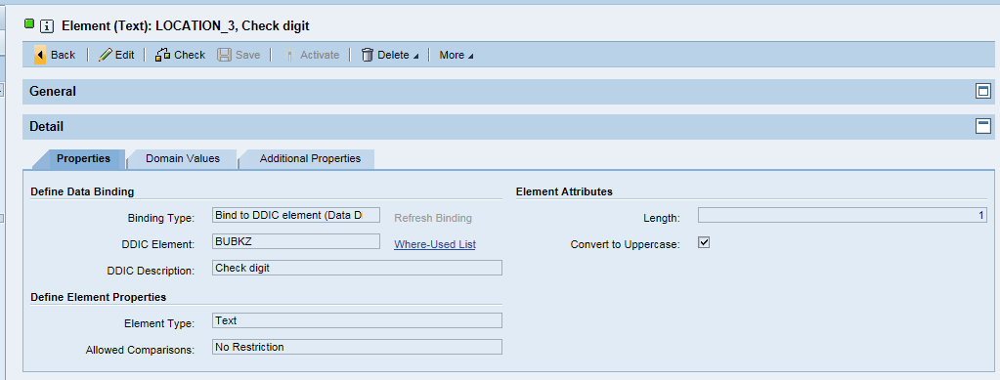 Element (Text): LOCATION_3, Check digit
Back Edit Check Save Activate Delete More
General
Detail
Properties Domain Values Additional Properties
Define Data Binding Element Attributes
Binding Type: Bind to DDIC element (Data D Refresh Binding Length: 1
DDIC Element: BUBKZ Where-Used List Convert to Uppercase:
DDIC Description: Check digit
Define Element Properties
Element Type: Text
Allowed Comparisons: No Restriction